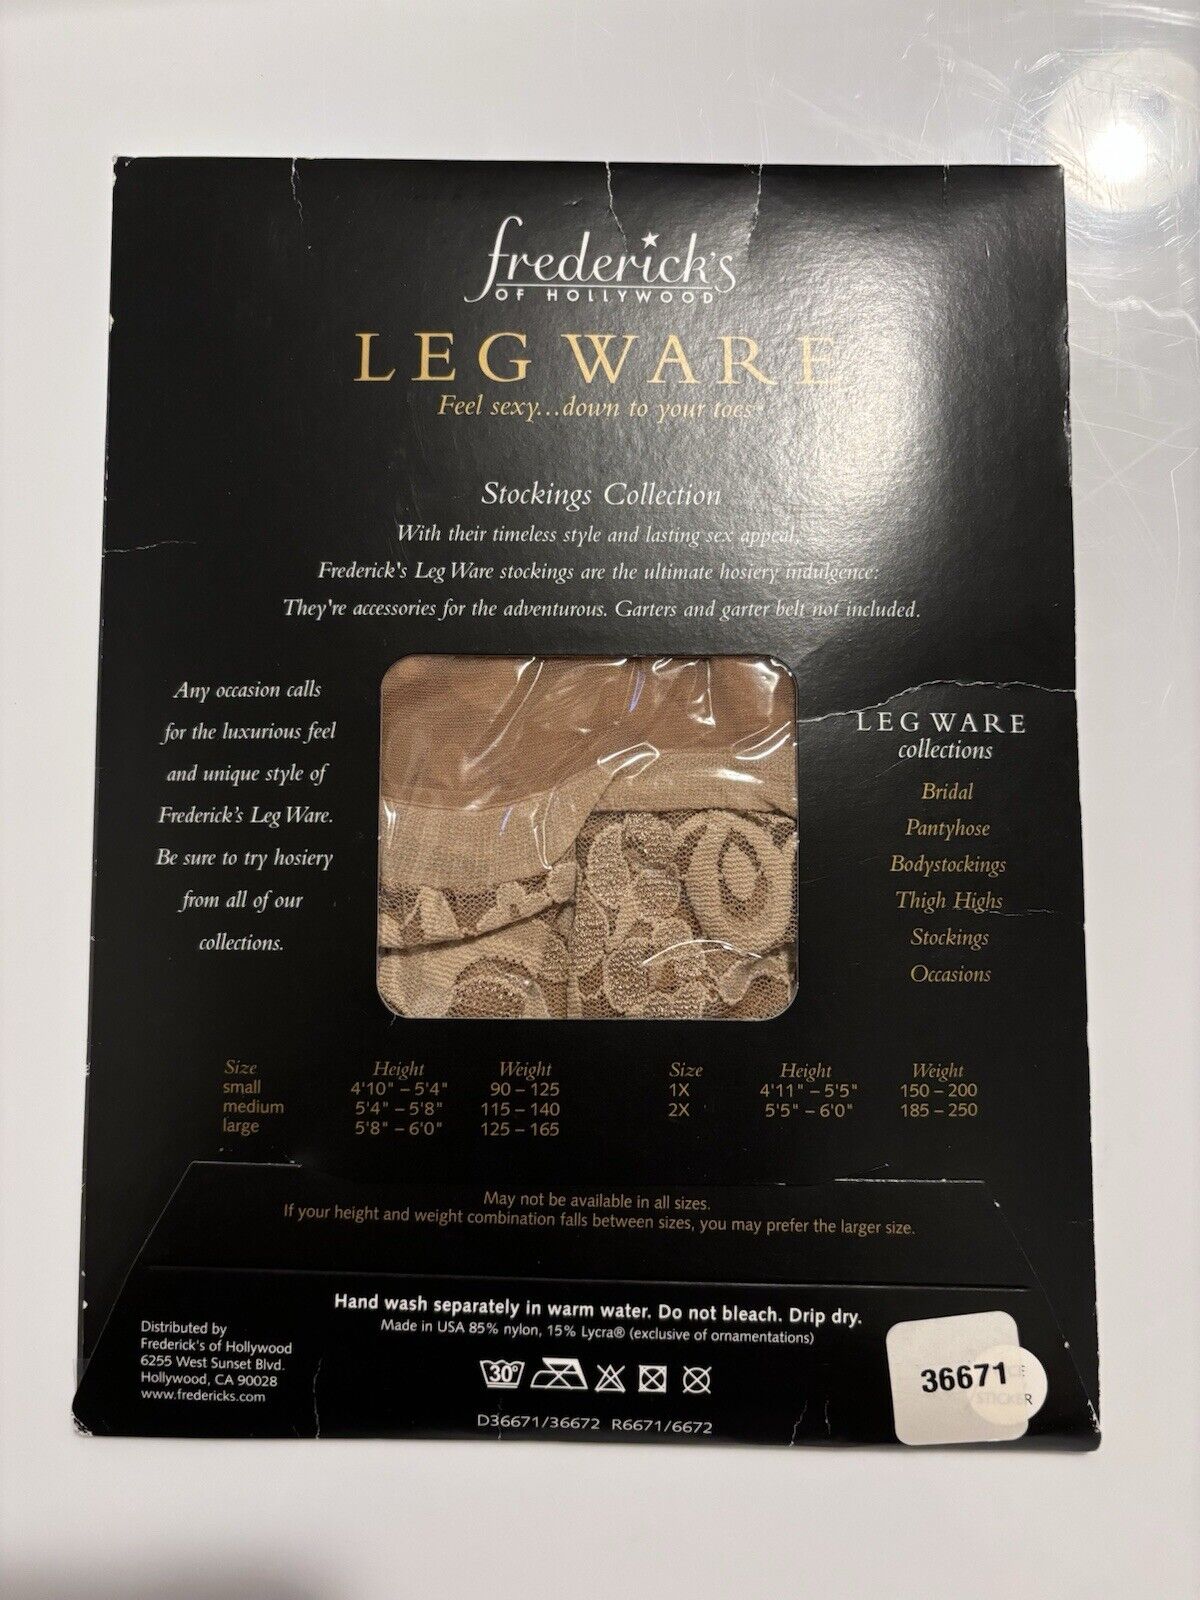 frederick's
OF HOLLYWOOD
LEG WARE
Feel sexy...down to your toes
Stockings Collection
With their timeless style and lasting sex appeal,
Frederick's Leg Ware stockings are the ultimate hosiery indulgence:
They're accessories for the adventurous. Garters and garter belt not included.
Any occasion calls
for the luxurious feel
and unique style of
Frederick's Leg Ware.
Be sure to try hosiery
from all of our
collections.
LEG WARE
collections
Bridal
Pantyhose
Bodystockings
Thigh Highs
Stockings
Occasions
Size Height Weight
small 4'10" – 5'4" 90 – 125
medium 5'4" – 5'8" 115 – 140
large 5'8" – 6'0" 125 – 165
Size Height Weight
1X 4'11" – 5'5" 150 – 200
2X 5'5" – 6'0" 185 – 250
May not be available in all sizes.
If your height and weight combination falls between sizes, you may prefer the larger size.
Hand wash separately in warm water. Do not bleach. Drip dry.
Made in USA 85% nylon, 15% Lycra® (exclusive of ornamentations)
Distributed by
Frederick's of Hollywood
6255 West Sunset Blvd.
Hollywood, CA 90028
www.fredericks.com
30°
D36671/36672 R6671/6672
36671
STICKER